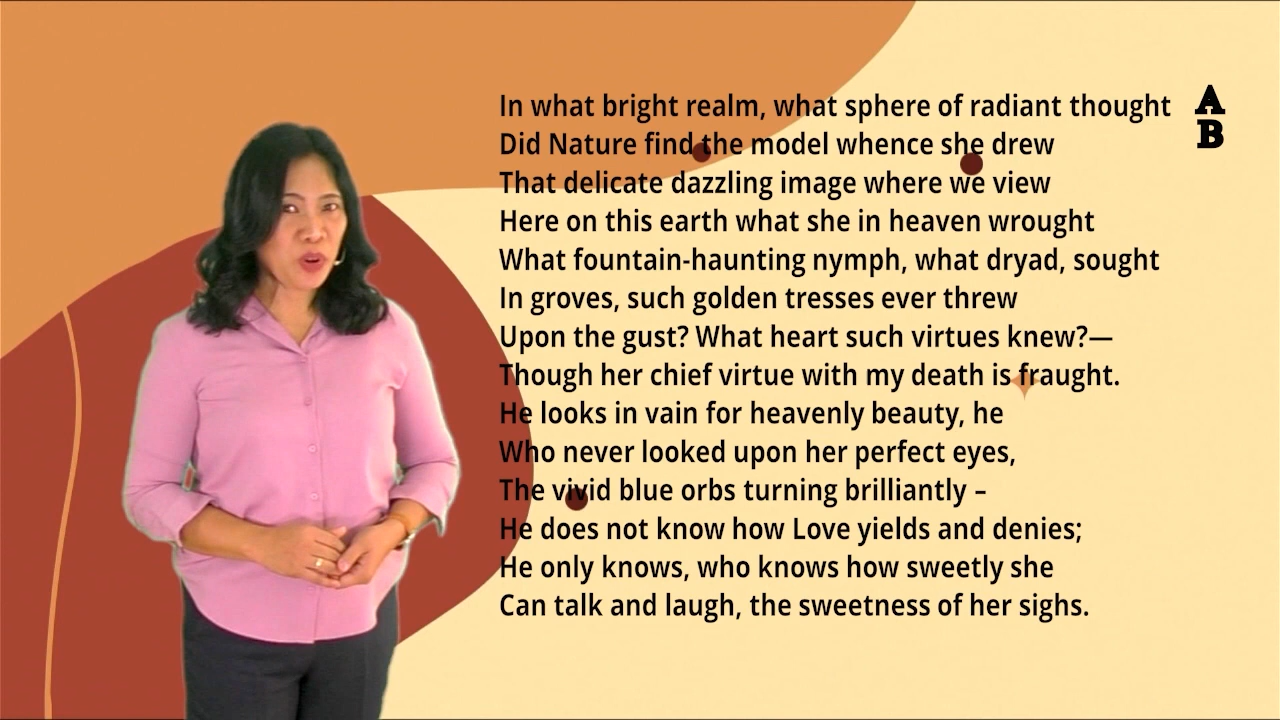 In what bright realm, what sphere of radiant thought
Did Nature find the model whence she drew
That delicate dazzling image where we view
Here on this earth what she in heaven wrought
What fountain-haunting nymph, what dryad, sought
In groves, such golden tresses ever threw
Upon the gust? What heart such virtues knew?—
Though her chief virtue with my death is fraught.
He looks in vain for heavenly beauty, he
Who never looked upon her perfect eyes,
The vivid blue orbs turning brilliantly –
He does not know how Love yields and denies;
He only knows, who knows how sweetly she
Can talk and laugh, the sweetness of her sighs.
A
B